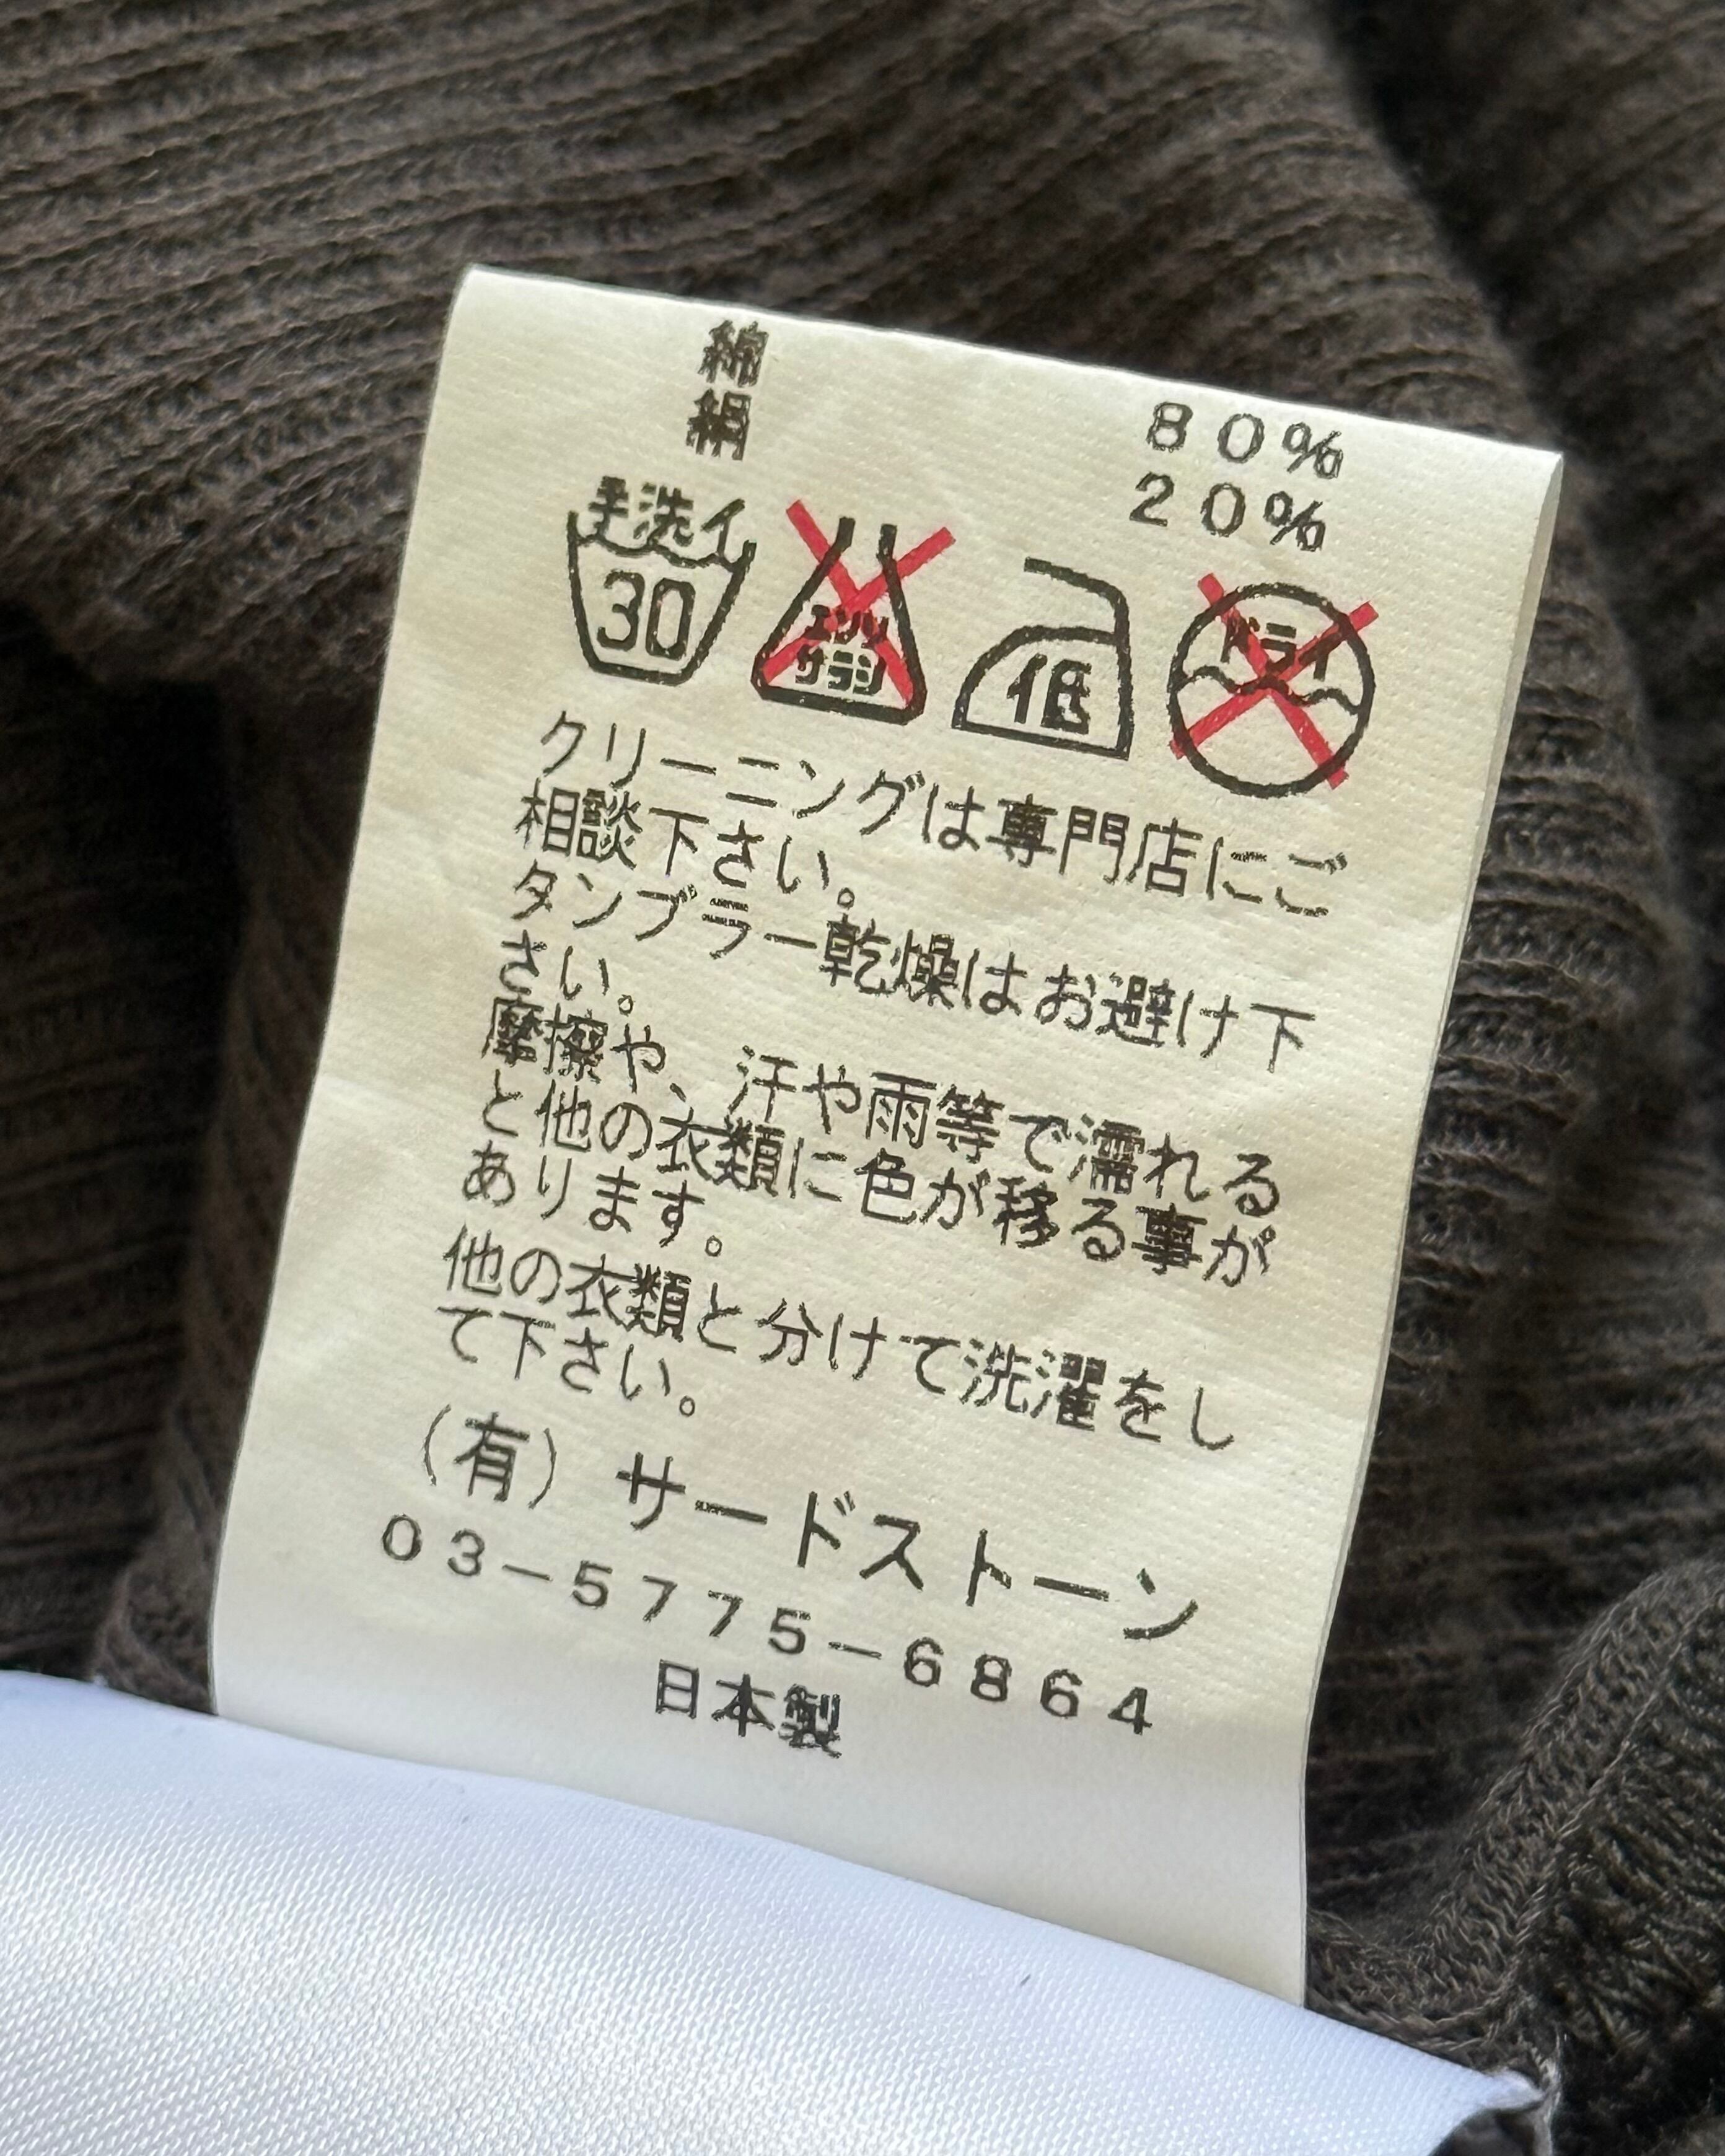 綿 80%
絹 20%
手洗イ
30
エンソ
サラシ
低
ドライ
クリーニングは専門店にご
相談下さい。
タンブラー乾燥はお避け下
さい。
摩擦や、汗や雨等で濡れる
と他の衣類に色が移る事が
あります。
他の衣類と分けて洗濯をし
て下さい。
(有) サードストーン
03-5775-6864
日本製